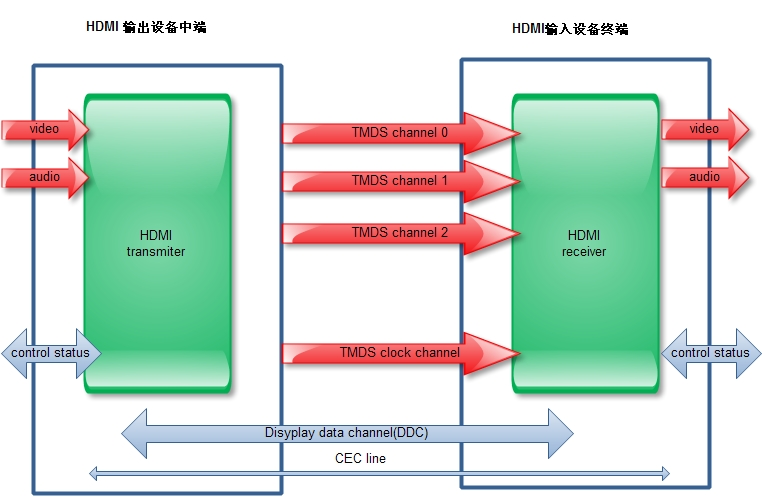 HDMI 输出设备中端
HDMI输入设备终端
video
TMDS channel 0
video
audio
TMDS channel 1
audio
TMDS channel 2
HDMI
transmiter
HDMI
receiver
control status
TMDS clock channel
control status
Disyplay data channel(DDC)
CEC line